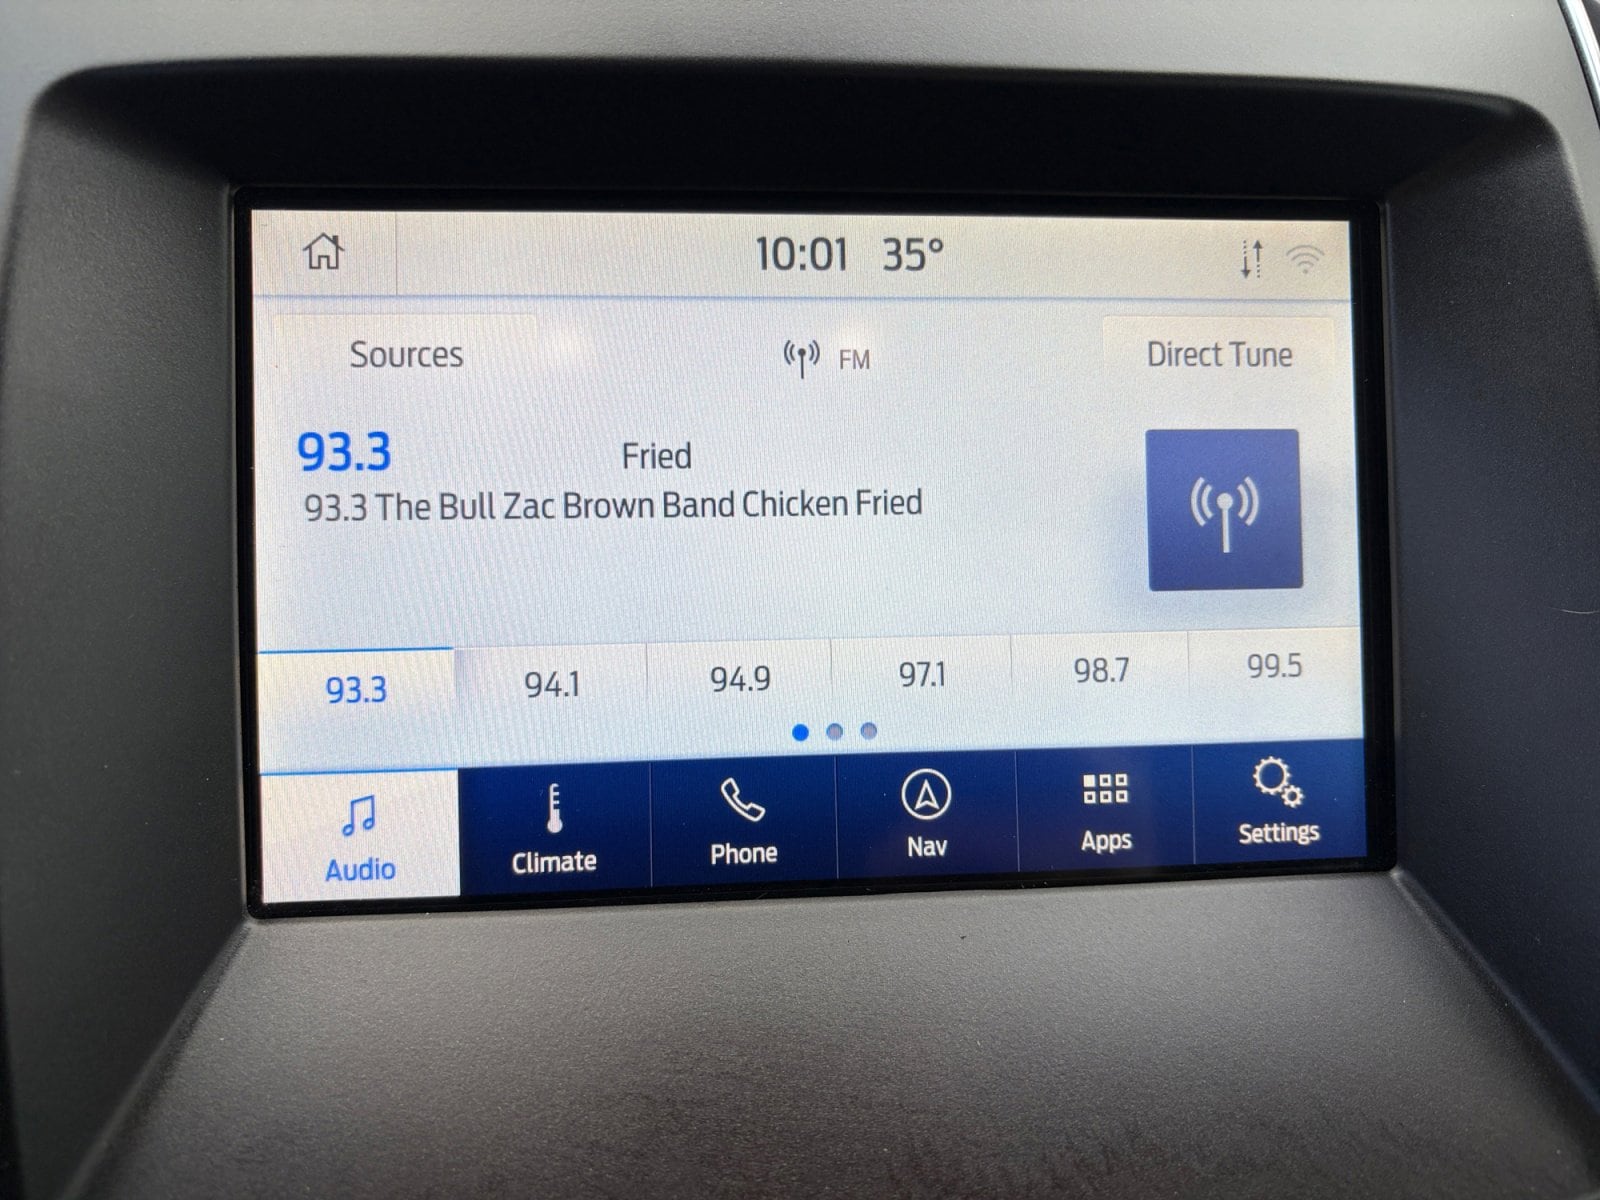 10:01 35°
Sources FM Direct Tune
93.3 Fried
93.3 The Bull Zac Brown Band Chicken Fried
93.3 94.1 94.9 97.1 98.7 99.5
Audio Climate Phone Nav Apps Settings